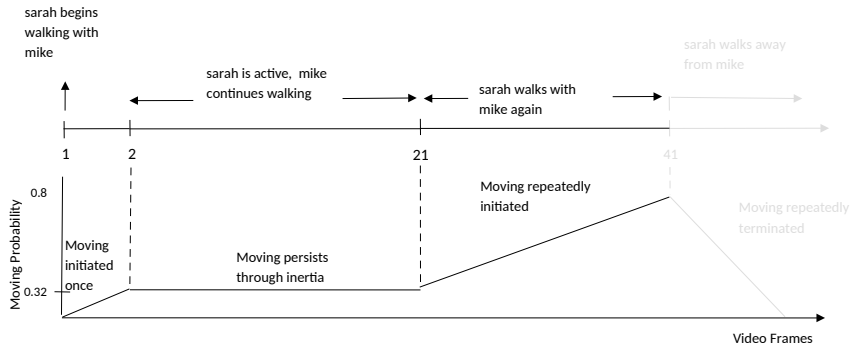 sarah begins
walking with
mike
sarah walks away
from mike
sarah is active, mike
continues walking
sarah walks with
mike again
1
2
21
41
0.8
Moving repeatedly
initiated
Moving repeatedly
terminated
Moving Probability
Moving
initiated
once
Moving persists
through inertia
0.32
Video Frames